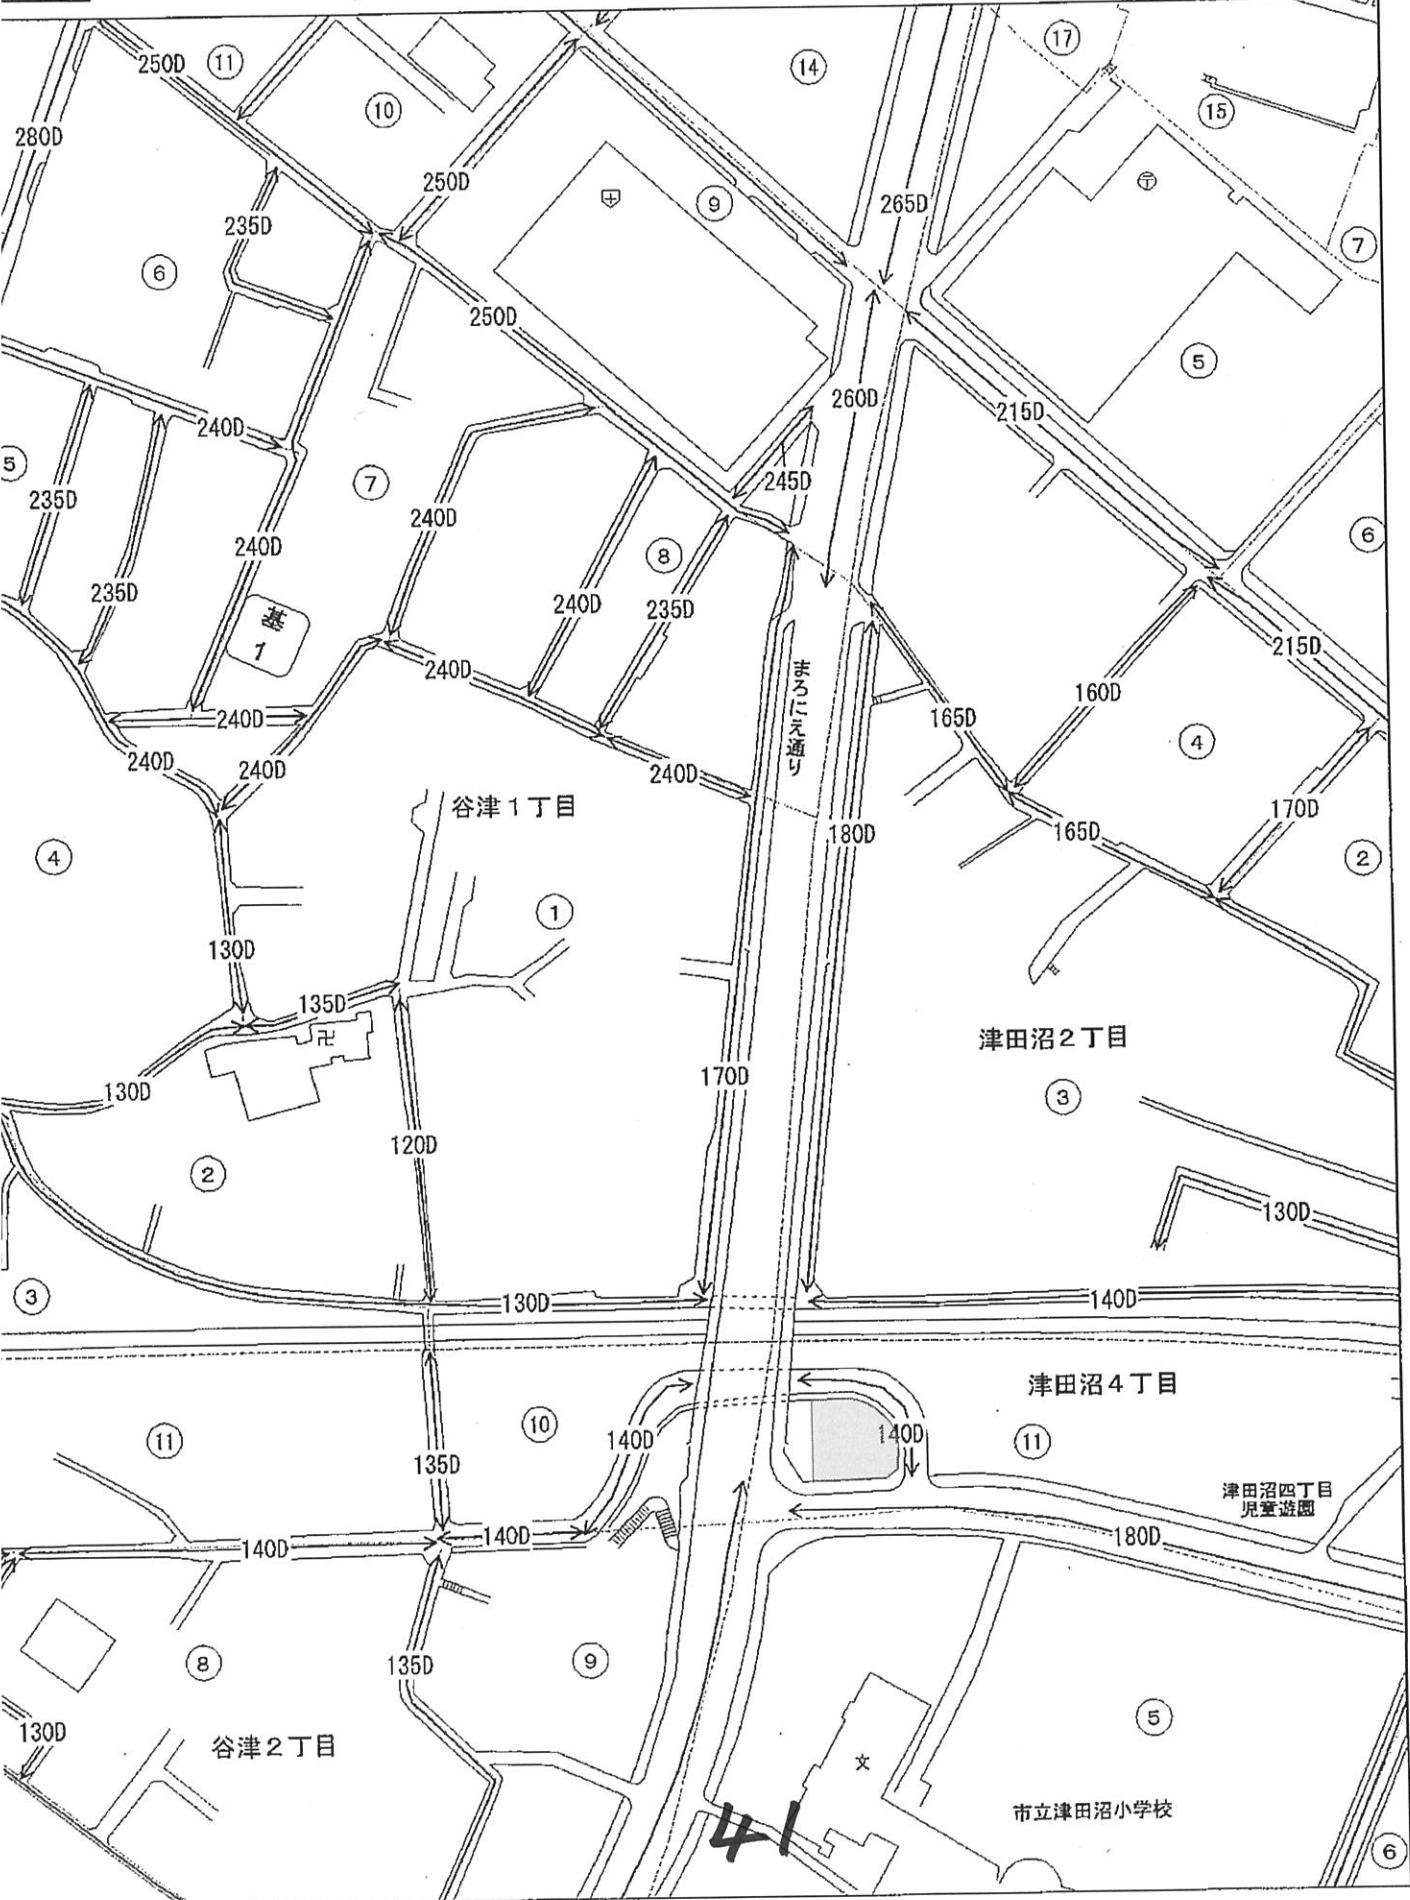 250D
⑪
⑭
⑰
⑩
280D
⑮
〒
250D
⑨
265D
235D
⑦
⑥
250D
⑤
260D
215D
240D
⑤
⑦
245D
235D
240D
240D
⑧
⑥
235D
240D
235D
基
1
240D
215D
まろにえ通り
160D
240D
165D
④
240D
240D
240D
谷津1丁目
170D
180D
165D
④
②
①
130D
135D
卍
津田沼2丁目
170D
130D
③
120D
②
130D
③
130D
140D
津田沼4丁目
⑩
⑪
140D
140D
⑪
135D
津田沼四丁目
児童遊園
140D
140D
180D
⑧
135D
⑨
⑤
130D
谷津2丁目
文
市立津田沼小学校
41
⑥